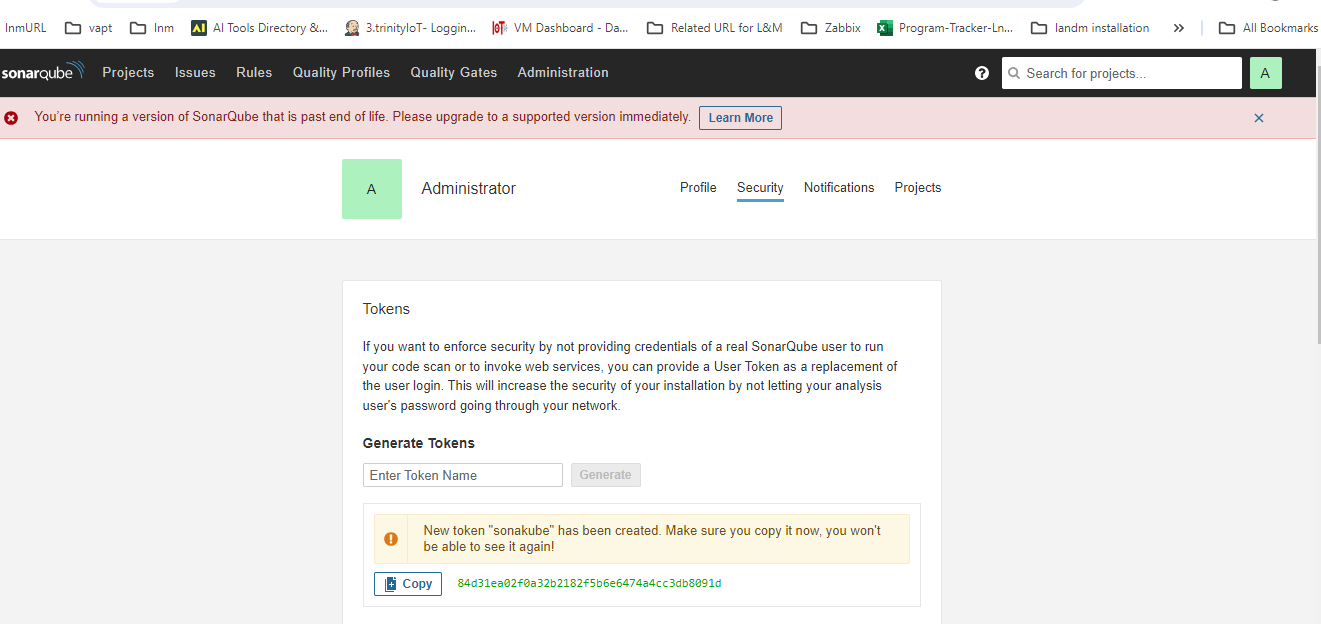 InmURL vapt Inm AI Tools Directory &... 3.trinityIoT- Loggin... VM Dashboard - Da... Related URL for L&M Zabbix Program-Tracker-Ln... landm installation » All Bookmarks
sonarqube Projects Issues Rules Quality Profiles Quality Gates Administration ? Search for projects... A
You're running a version of SonarQube that is past end of life. Please upgrade to a supported version immediately. Learn More
A Administrator Profile Security Notifications Projects
Tokens
If you want to enforce security by not providing credentials of a real SonarQube user to run
your code scan or to invoke web services, you can provide a User Token as a replacement of
the user login. This will increase the security of your installation by not letting your analysis
user's password going through your network.
Generate Tokens
Enter Token Name Generate
New token "sonakube" has been created. Make sure you copy it now, you won't
be able to see it again!
Copy 84d31ea02f0a32b2182f5b6e6474a4cc3db8091d